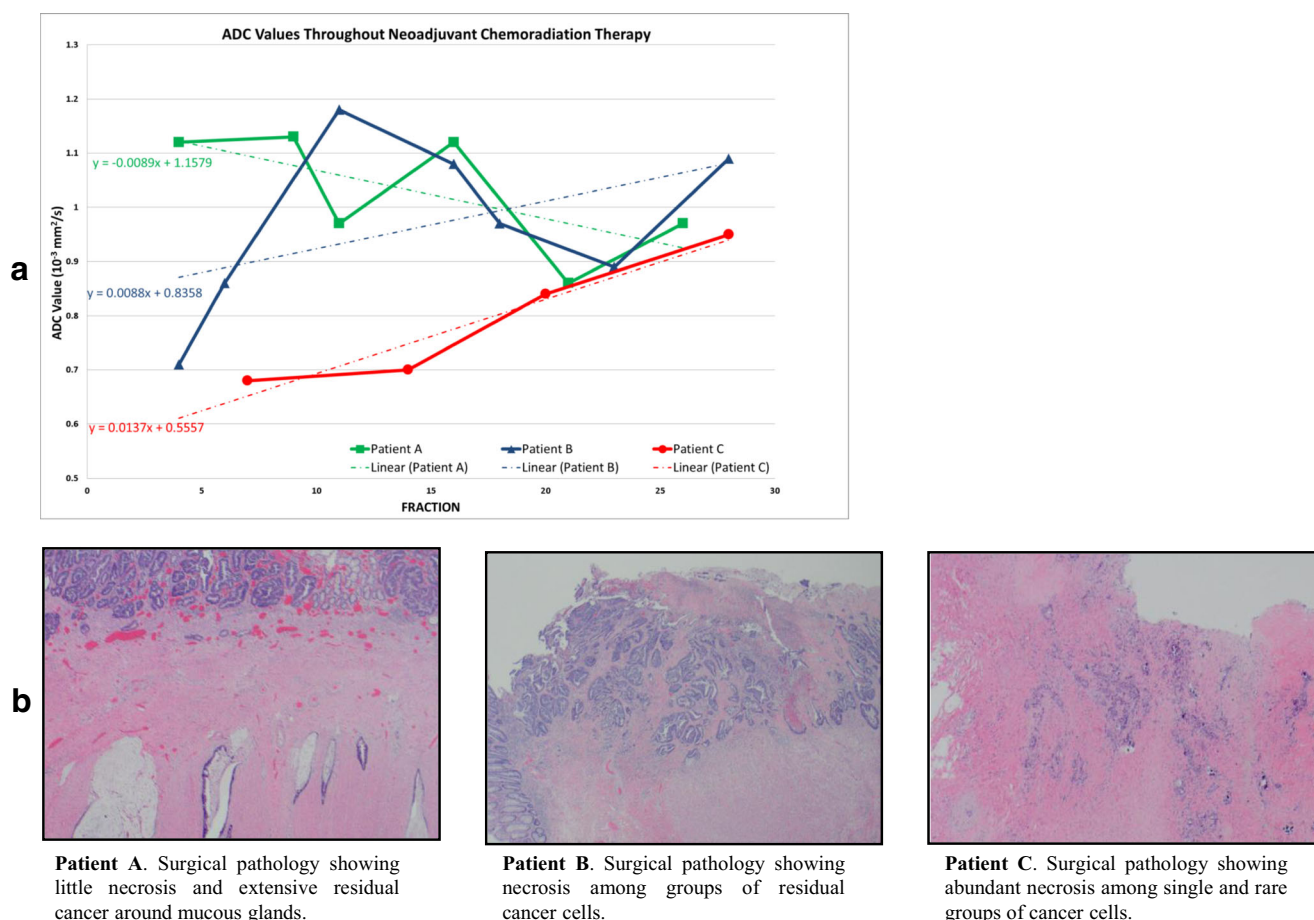 ADC Values Throughout Neoadjuvant Chemoradiation Therapy
1.3
1.2
1.1
1
0.9
0.8
0.7
0.6
0.5
ADC Value (10⁻³ mm²/s)
y = -0.0089x + 1.1579
y = 0.0088x + 0.8358
y = 0.0137x + 0.5557
Patient A
Patient B
Patient C
Linear (Patient A)
Linear (Patient B)
Linear (Patient C)
0
5
10
15
20
25
30
FRACTION
a
b
Patient A. Surgical pathology showing
little necrosis and extensive residual
cancer around mucous glands.
Patient B. Surgical pathology showing
necrosis among groups of residual
cancer cells.
Patient C. Surgical pathology showing
abundant necrosis among single and rare
groups of cancer cells.